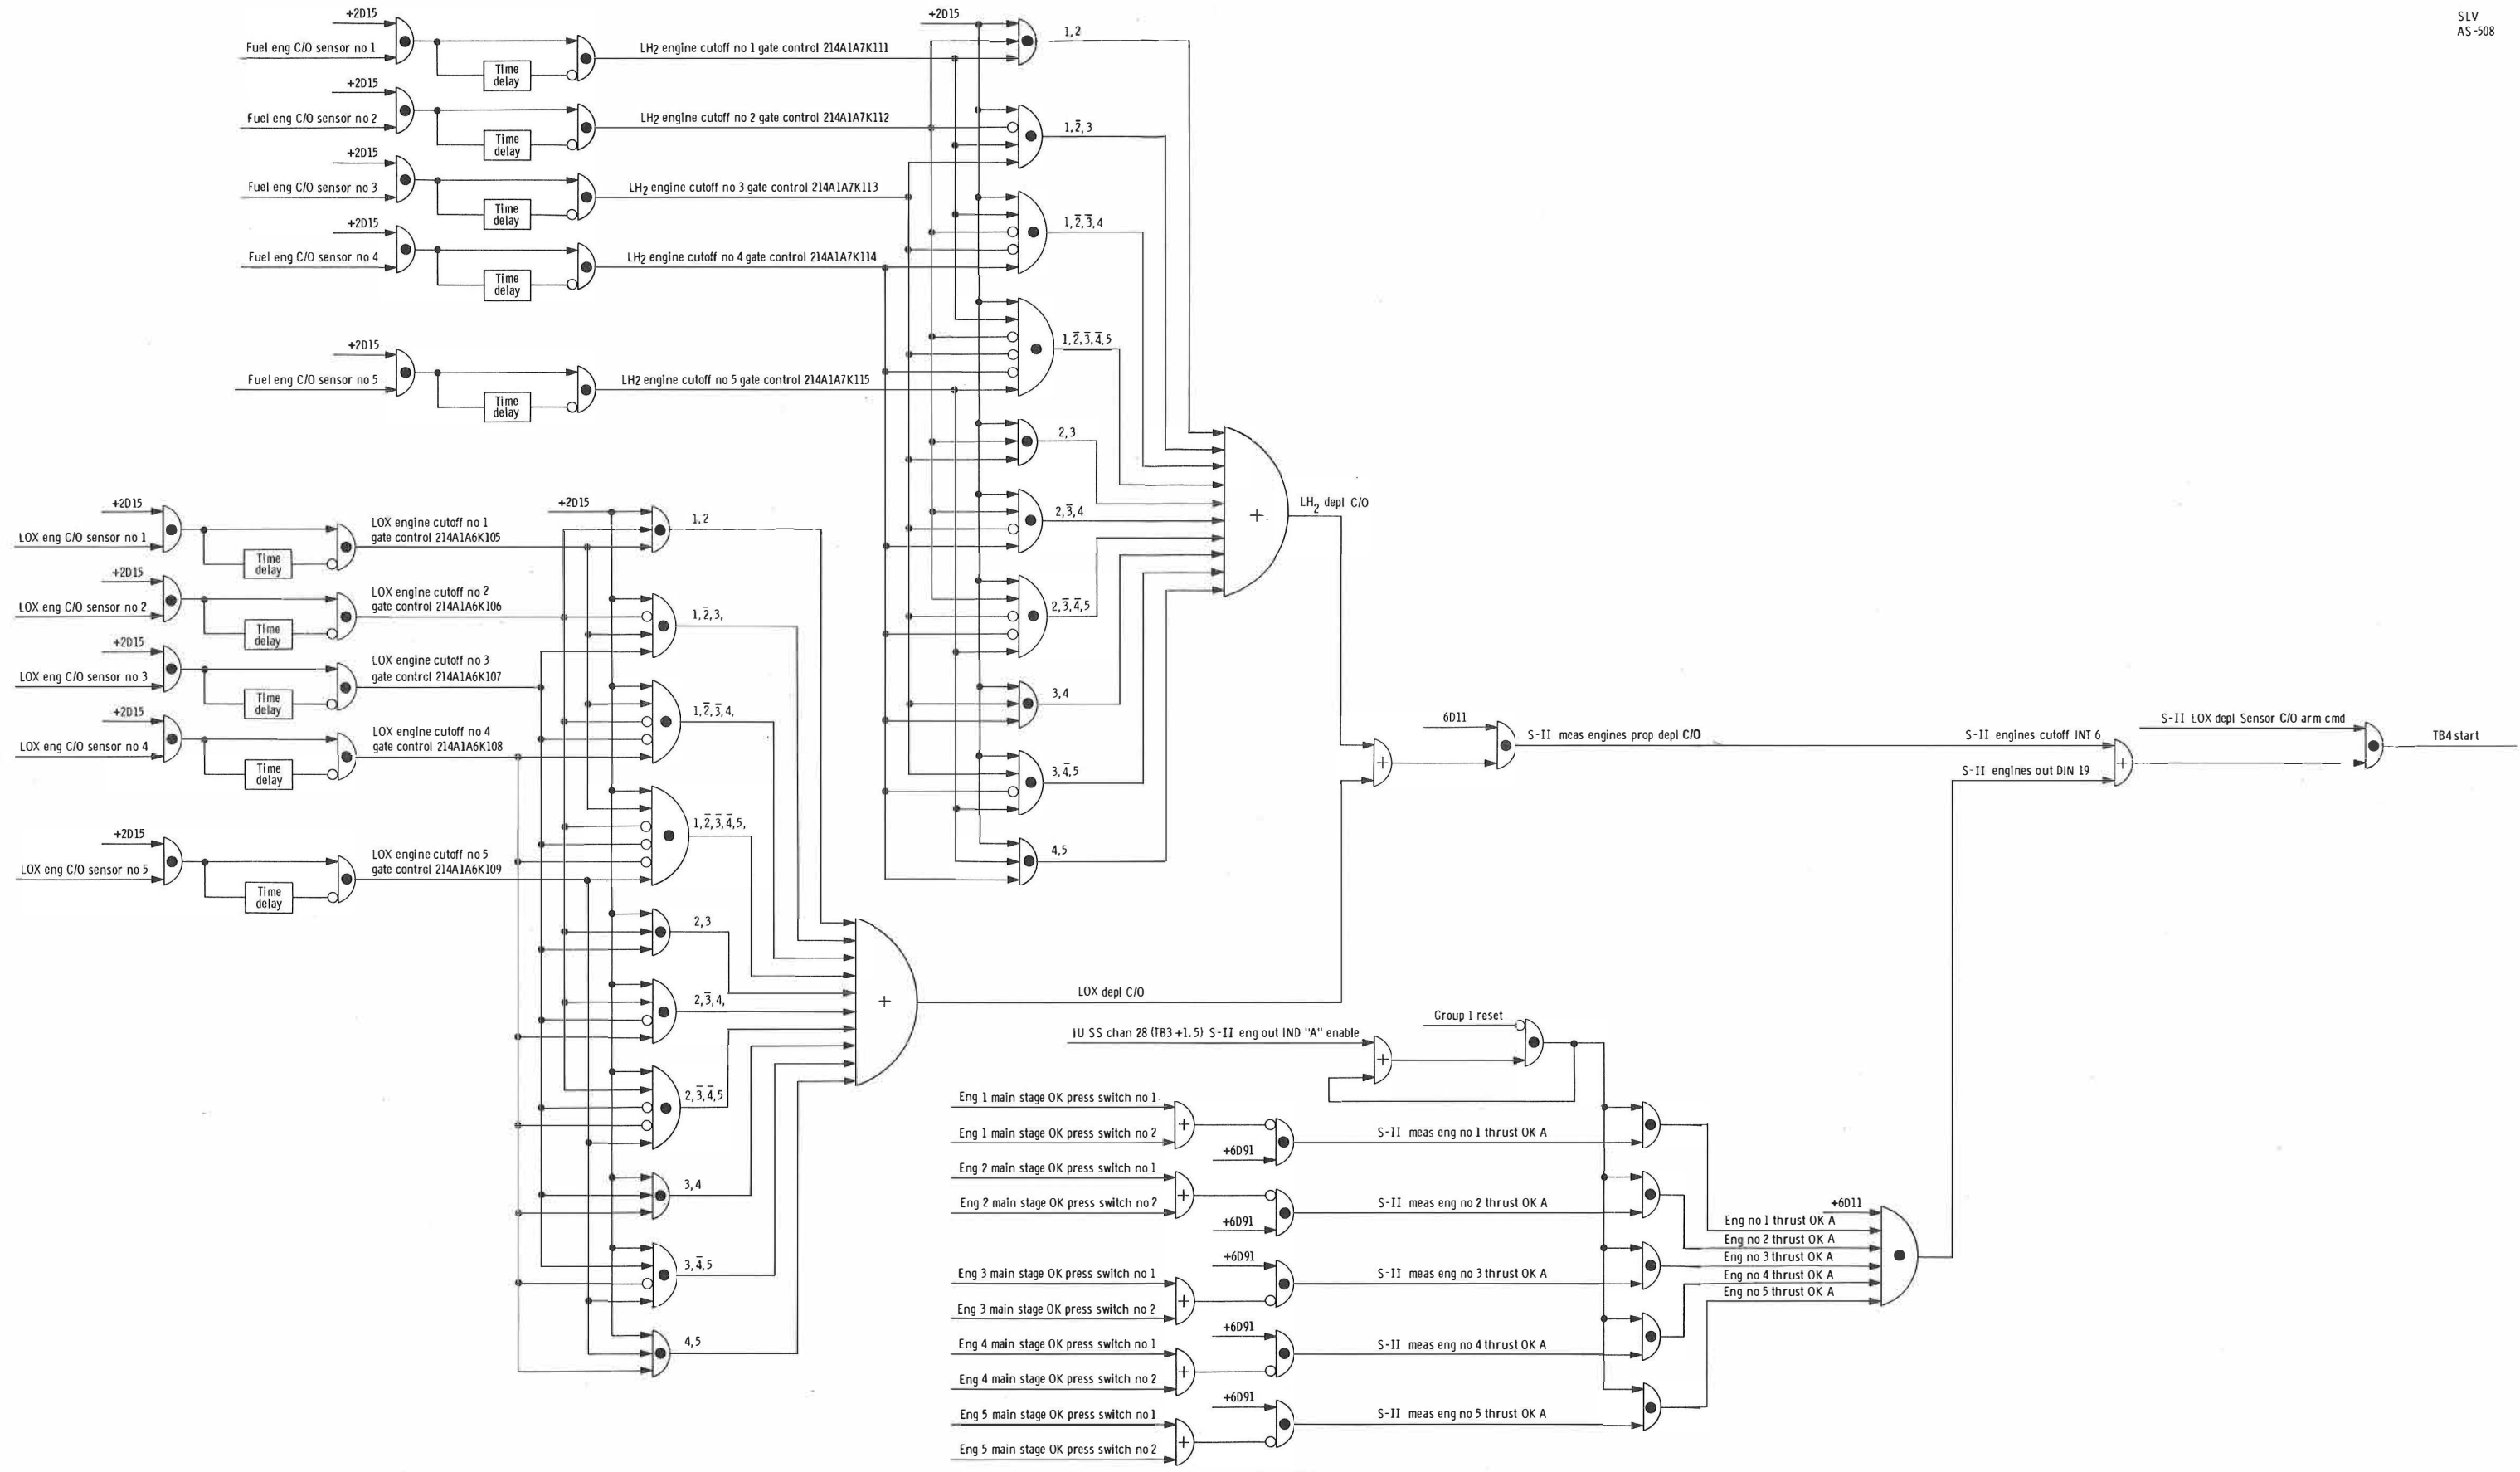 SLV
AS-508
+2D15
Fuel eng C/O sensor no 1
Time
delay
LH2 engine cutoff no 1 gate control 214A1A7K111
+2D15
Fuel eng C/O sensor no 2
Time
delay
LH2 engine cutoff no 2 gate control 214A1A7K112
+2D15
Fuel eng C/O sensor no 3
Time
delay
LH2 engine cutoff no 3 gate control 214A1A7K113
+2D15
Fuel eng C/O sensor no 4
Time
delay
LH2 engine cutoff no 4 gate control 214A1A7K114
+2D15
Fuel eng C/O sensor no 5
Time
delay
LH2 engine cutoff no 5 gate control 214A1A7K115
+2D15
1,2
1,2̅,3
1,2̅,3̅,4
1,2̅,3̅,4̅,5
2,3
2,3̅,4
2,3̅,4̅,5
3,4
3,4̅,5
4,5
+
LH2 depl C/O
+2D15
LOX eng C/O sensor no 1
Time
delay
LOX engine cutoff no 1
gate control 214A1A6K105
+2D15
LOX eng C/O sensor no 2
Time
delay
LOX engine cutoff no 2
gate control 214A1A6K106
+2D15
LOX eng C/O sensor no 3
Time
delay
LOX engine cutoff no 3
gate control 214A1A6K107
+2D15
LOX eng C/O sensor no 4
Time
delay
LOX engine cutoff no 4
gate control 214A1A6K108
+2D15
LOX eng C/O sensor no 5
Time
delay
LOX engine cutoff no 5
gate control 214A1A6K109
+2D15
1,2
1,2̅,3,
1,2̅,3̅,4,
1,2̅,3̅,4̅,5,
2,3
2,3̅,4,
2,3̅,4̅,5
3,4
3,4̅,5
4,5
+
LOX depl C/O
+
6D11
S-II meas engines prop depl C/O
S-II engines cutoff INT 6
S-II engines out DIN 19
+
S-II LOX depl Sensor C/O arm cmd
TB4 start
Group 1 reset
IU SS chan 28 (TB3 +1.5) S-II eng out IND "A" enable
+
Eng 1 main stage OK press switch no 1
Eng 1 main stage OK press switch no 2
+
+6D91
S-II meas eng no 1 thrust OK A
Eng 2 main stage OK press switch no 1
Eng 2 main stage OK press switch no 2
+
+6D91
S-II meas eng no 2 thrust OK A
+6D91
Eng 3 main stage OK press switch no 1
Eng 3 main stage OK press switch no 2
+
S-II meas eng no 3 thrust OK A
+6D91
Eng 4 main stage OK press switch no 1
Eng 4 main stage OK press switch no 2
+
S-II meas eng no 4 thrust OK A
+6D91
Eng 5 main stage OK press switch no 1
Eng 5 main stage OK press switch no 2
+
S-II meas eng no 5 thrust OK A
+6D11
Eng no 1 thrust OK A
Eng no 2 thrust OK A
Eng no 3 thrust OK A
Eng no 4 thrust OK A
Eng no 5 thrust OK A